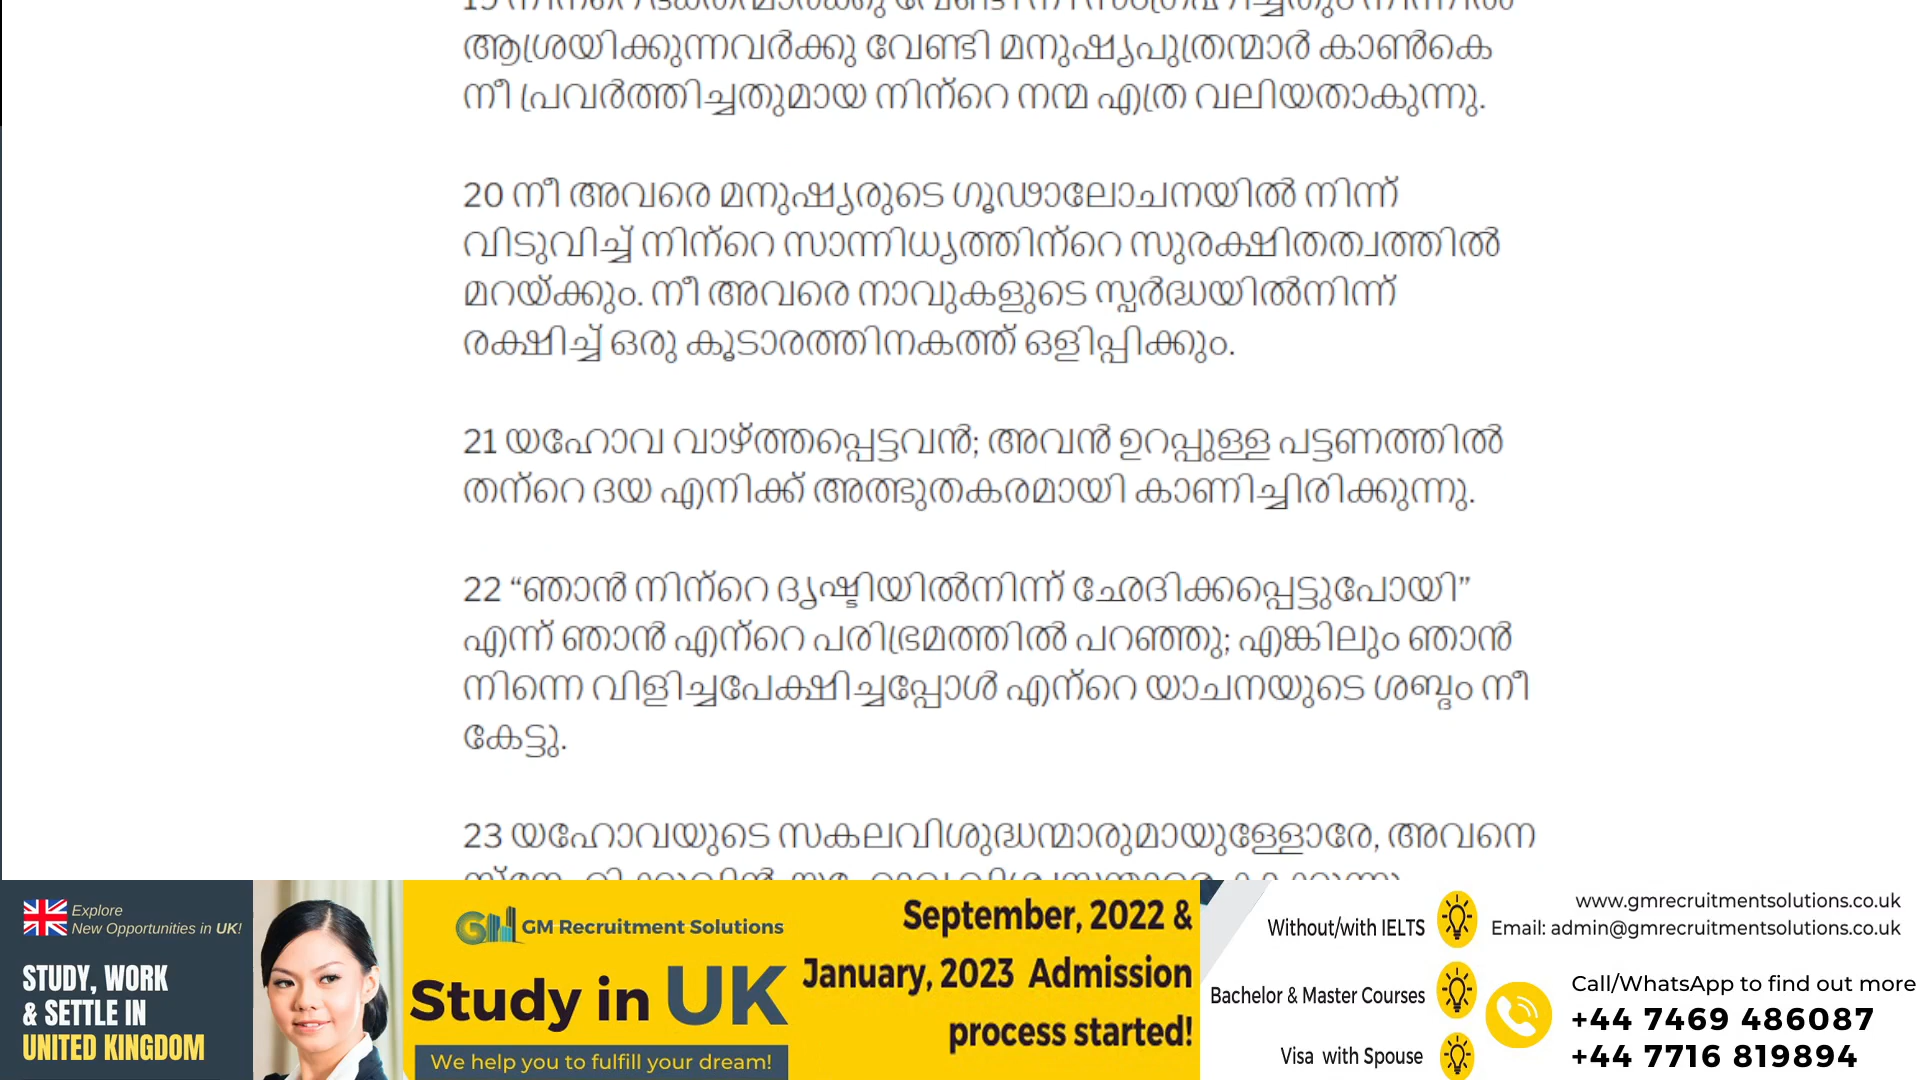 ആശ്രയിക്കുന്നവർക്കു വേണ്ടി മനുഷ്യപുത്രന്മാർ കാൺകെ
നീ പ്രവർത്തിച്ചതുമായ നിന്റെ നന്മ എത്ര വലിയതാകുന്നു.
20 നീ അവരെ മനുഷ്യരുടെ ഗൂഢാലോചനയിൽ നിന്ന്
വിടുവിച്ച് നിന്റെ സാന്നിധ്യത്തിന്റെ സുരക്ഷിതത്വത്തിൽ
മറയ്ക്കും. നീ അവരെ നാവുകളുടെ സ്പർദ്ധയിൽനിന്ന്
രക്ഷിച്ച് ഒരു കൂടാരത്തിനകത്ത് ഒളിപ്പിക്കും.
21 യഹോവ വാഴ്ത്തപ്പെട്ടവൻ; അവൻ ഉറപ്പുള്ള പട്ടണത്തിൽ
തന്റെ ദയ എനിക്ക് അത്ഭുതകരമായി കാണിച്ചിരിക്കുന്നു.
22 “ഞാൻ നിന്റെ ദൃഷ്ടിയിൽനിന്ന് ഛേദിക്കപ്പെട്ടുപോയി”
എന്ന് ഞാൻ എന്റെ പരിഭ്രമത്തിൽ പറഞ്ഞു; എങ്കിലും ഞാൻ
നിന്നെ വിളിച്ചപേക്ഷിച്ചപ്പോൾ എന്റെ യാചനയുടെ ശബ്ദം നീ
കേട്ടു.
23 യഹോവയുടെ സകലവിശുദ്ധന്മാരുമായുള്ളോരേ, അവനെ
Explore
New Opportunities in UK!
STUDY, WORK
& SETTLE IN
UNITED KINGDOM
GM Recruitment Solutions
Study in UK
We help you to fulfill your dream!
September, 2022 &
January, 2023 Admission
process started!
Without/with IELTS
Bachelor & Master Courses
Visa with Spouse
www.gmrecruitmentsolutions.co.uk
Email: admin@gmrecruitmentsolutions.co.uk
Call/WhatsApp to find out more
+44 7469 486087
+44 7716 819894